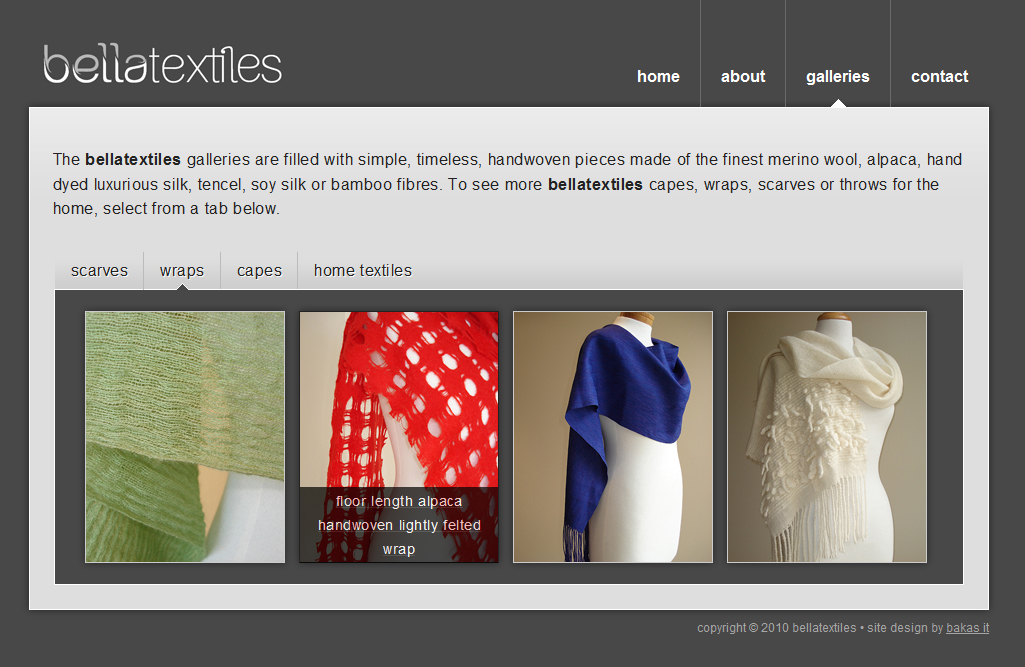 bellatextiles
home about galleries contact
The bellatextiles galleries are filled with simple, timeless, handwoven pieces made of the finest merino wool, alpaca, hand
dyed luxurious silk, tencel, soy silk or bamboo fibres. To see more bellatextiles capes, wraps, scarves or throws for the
home, select from a tab below.
scarves wraps capes home textiles
floor length alpaca
handwoven lightly felted
wrap
copyright © 2010 bellatextiles • site design by bakas it